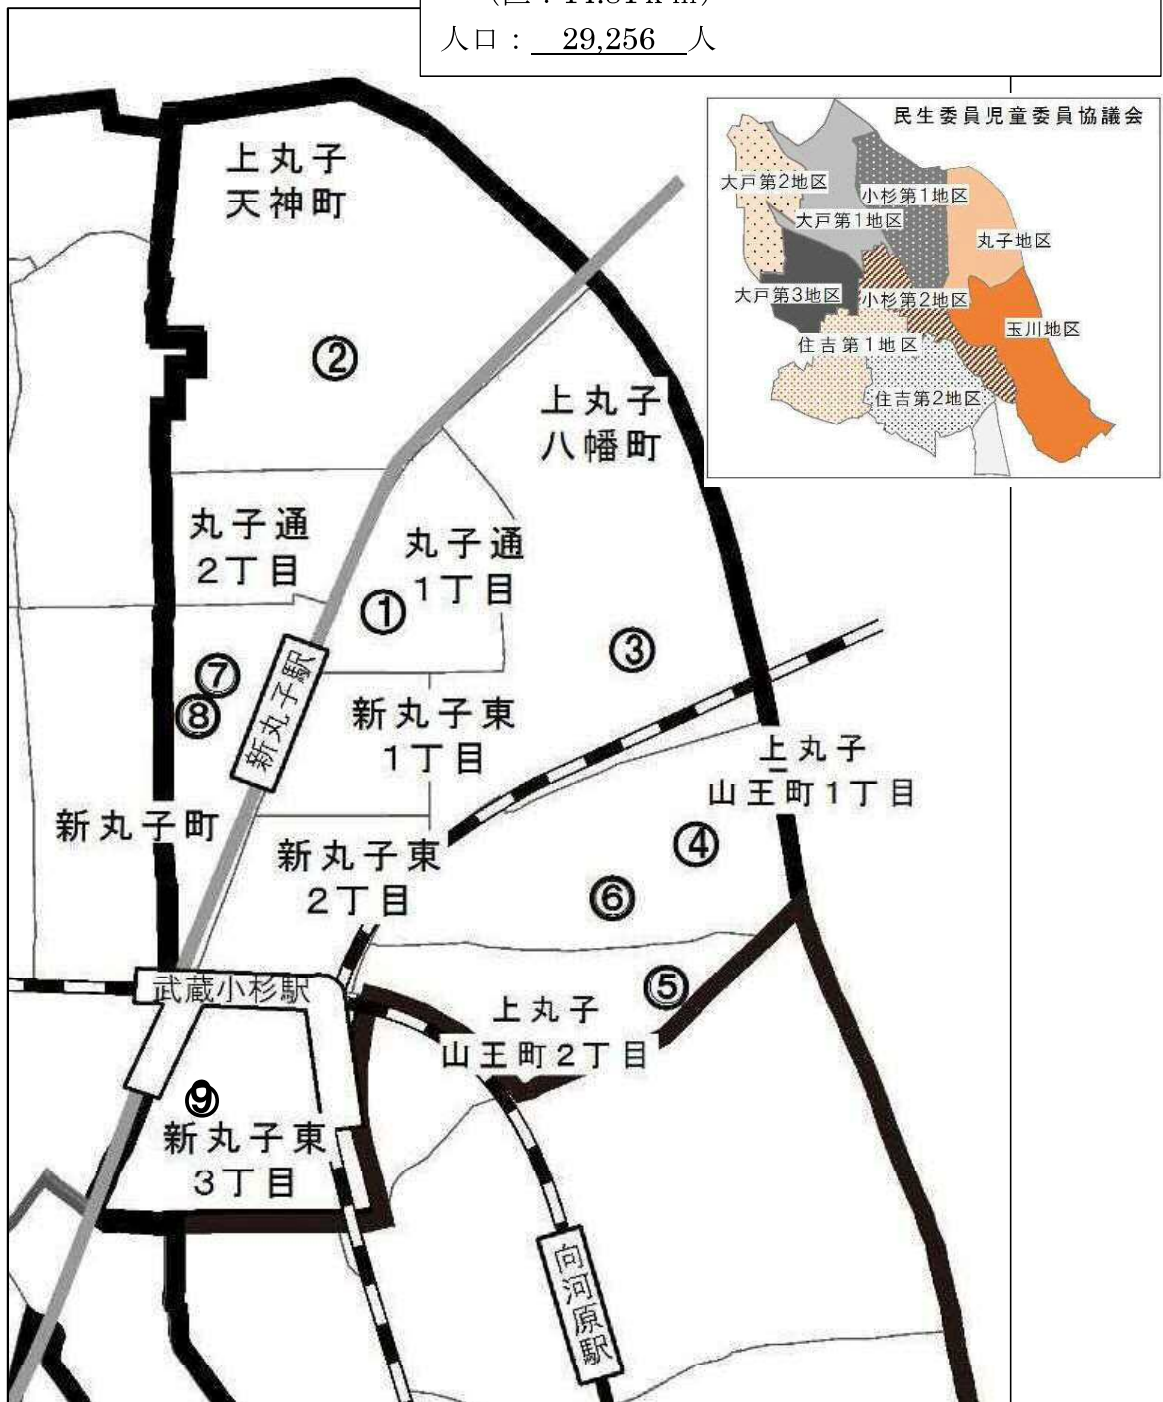 (区：14.81k㎡)
人口： 29,256 人
民生委員児童委員協議会
大戸第2地区
小杉第1地区
大戸第1地区
丸子地区
大戸第3地区
小杉第2地区
玉川地区
住吉第1地区
住吉第2地区
上丸子
天神町
②
上丸子
八幡町
丸子通
2丁目
丸子通
1丁目
①
③
⑦
⑧
新丸子駅
新丸子東
1丁目
上丸子
山王町1丁目
新丸子町
④
新丸子東
2丁目
⑥
武蔵小杉駅
⑤
上丸子
山王町2丁目
⑨
新丸子東
3丁目
向河原駅